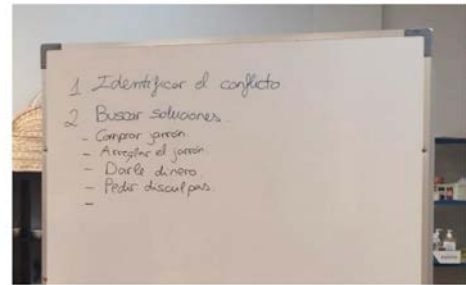 1 Identificar el conflicto
2 Buscar soluciones.
- Comprar jarrón.
- Arreglar el jarrón.
- Darle dinero
- Pedir disculpas.
-